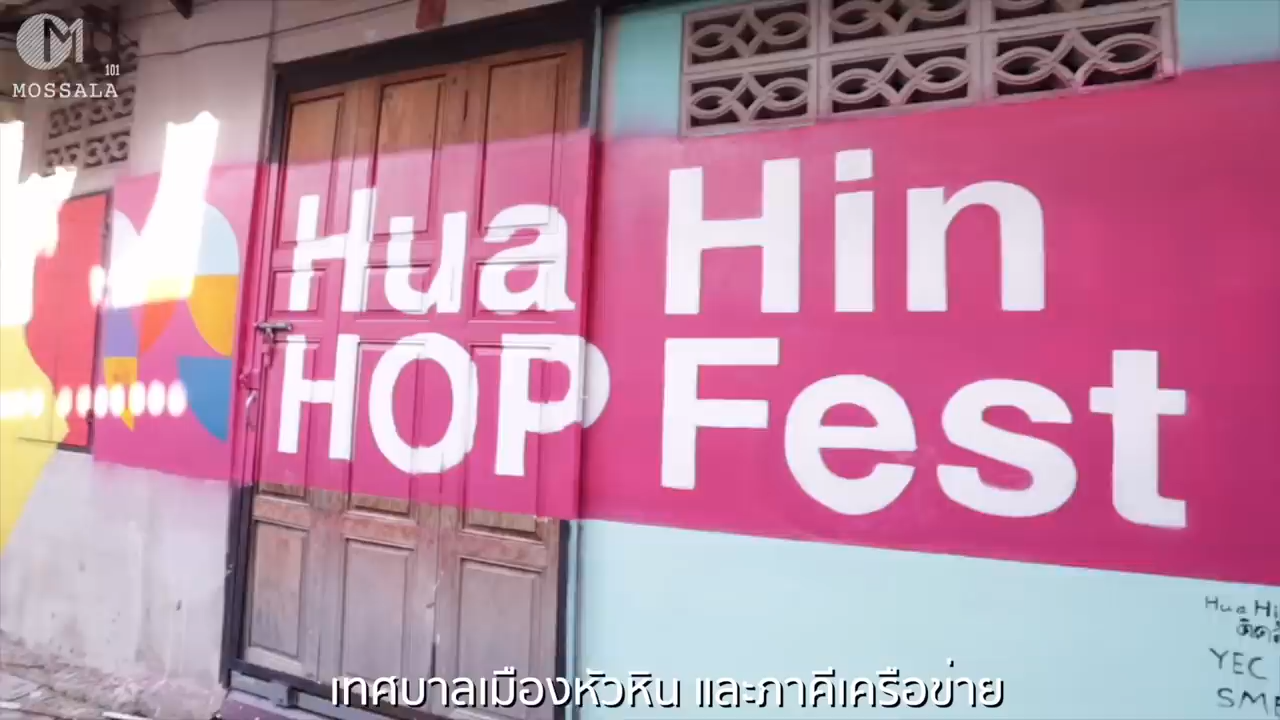 101
MOSSALA
Hua Hin
HOP Fest
Hua Hi
YEC
SME
เทศบาลเมืองหัวหิน และภาคีเครือข่าย